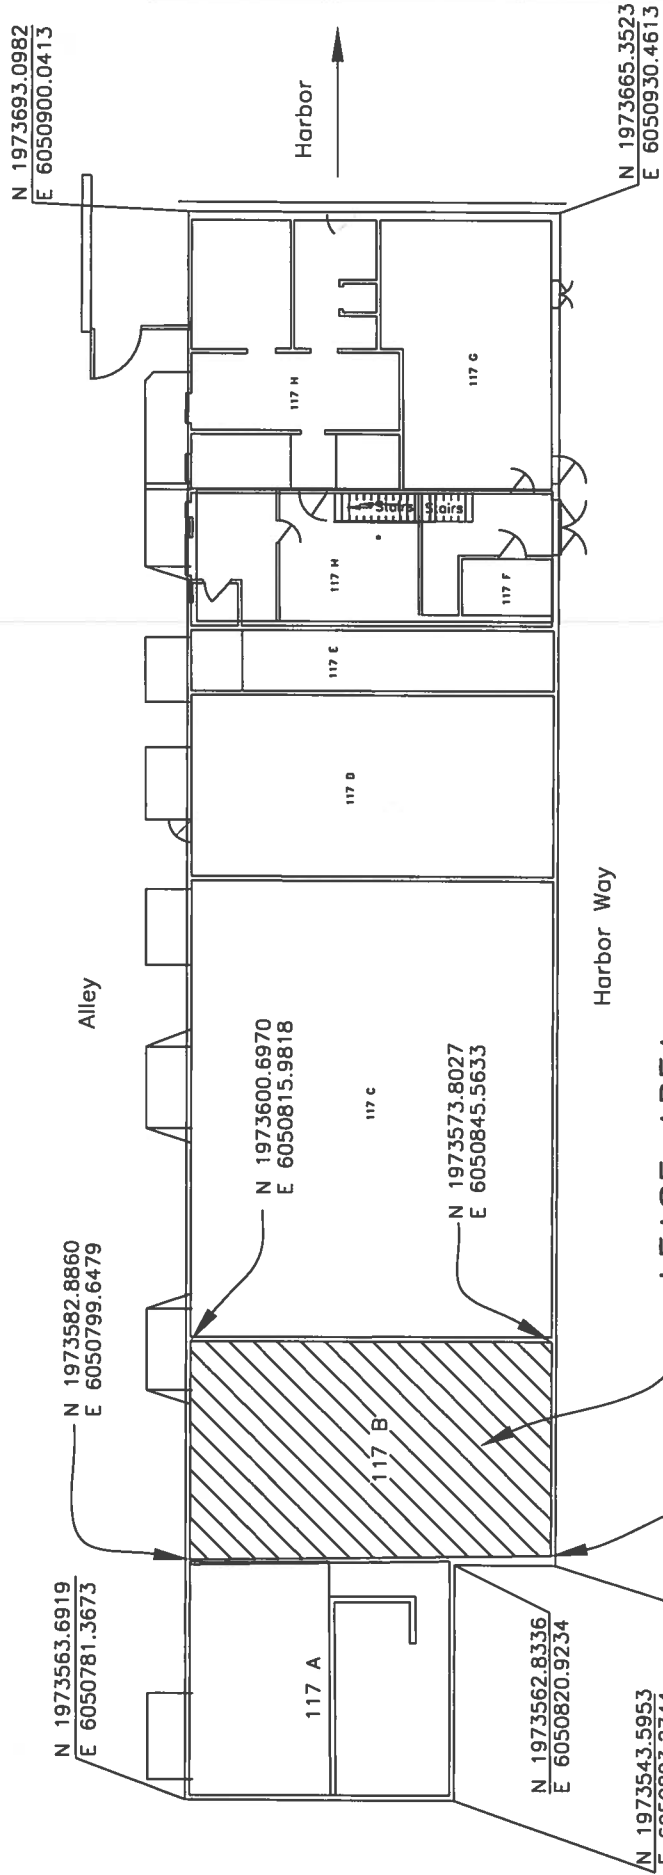 N 1973693.0982
E 6050900.0413
Harbor
N 1973665.3523
E 6050930.4613
117 H
117 G
Stairs
Stairs
117 H
117 F
117 E
117 D
Alley
Harbor Way
117 C
N 1973600.6970
E 6050815.9818
N 1973573.8027
E 6050845.5633
N 1973582.8860
E 6050799.6479
117 B
N 1973563.6919
E 6050781.3673
117 A
N 1973562.8336
E 6050820.9234
N 1973543.5953
LEASE AREA